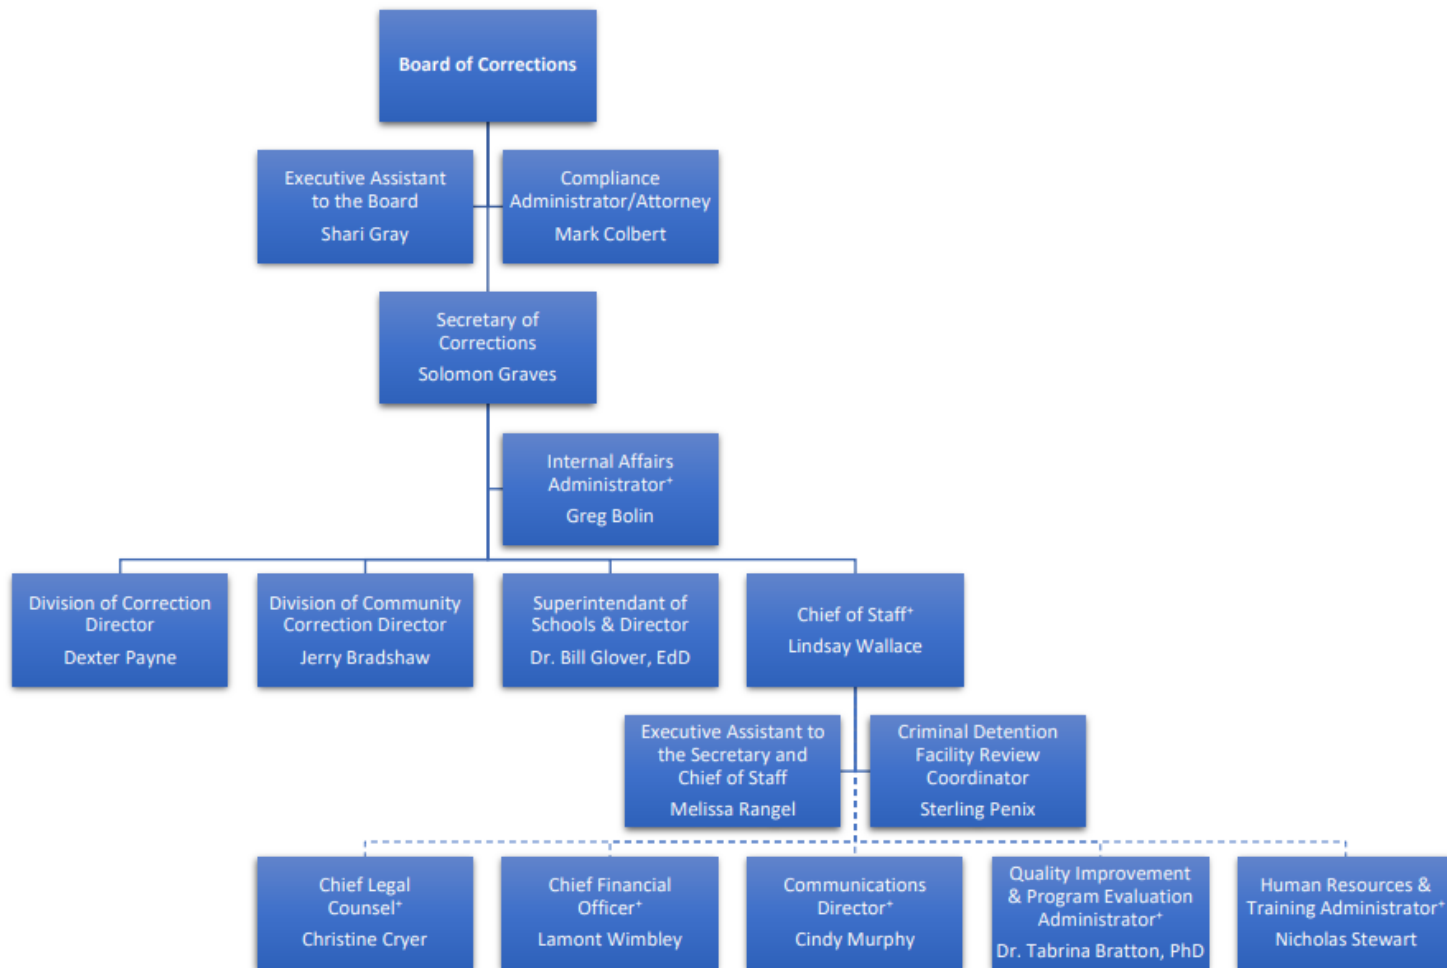 Board of Corrections
Executive Assistant
to the Board
Shari Gray
Compliance
Administrator/Attorney
Mark Colbert
Secretary of
Corrections
Solomon Graves
Internal Affairs
Administrator⁺
Greg Bolin
Division of Correction
Director
Dexter Payne
Division of Community
Correction Director
Jerry Bradshaw
Superintendant of
Schools & Director
Dr. Bill Glover, EdD
Chief of Staff⁺
Lindsay Wallace
Executive Assistant to
the Secretary and
Chief of Staff
Melissa Rangel
Criminal Detention
Facility Review
Coordinator
Sterling Penix
Chief Legal
Counsel⁺
Christine Cryer
Chief Financial
Officer⁺
Lamont Wimbley
Communications
Director⁺
Cindy Murphy
Quality Improvement
& Program Evaluation
Administrator⁺
Dr. Tabrina Bratton, PhD
Human Resources &
Training Administrator⁺
Nicholas Stewart